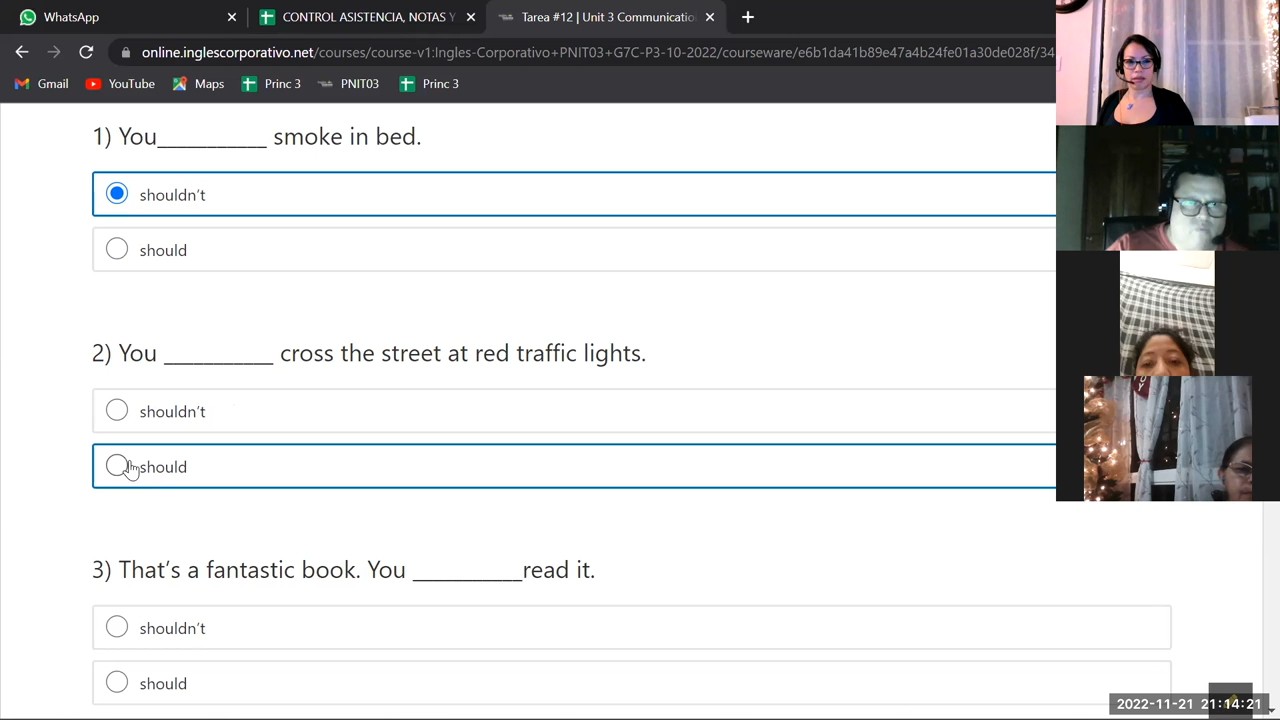 WhatsApp
CONTROL ASISTENCIA, NOTAS Y
Tarea #12 | Unit 3 Communicatio
online.inglescorporativo.net/courses/course-v1:Ingles-Corporativo+PNIT03+G7C-P3-10-2022/courseware/e6b1da41be9e4fb4b24fe01a30de028f/34
Gmail
YouTube
Maps
Princ 3
PNIT03
1) You__________ smoke in bed.
shouldn't
should
2) You __________ cross the street at red traffic lights.
shouldn't
should
3) That's a fantastic book. You __________read it.
shouldn't
should
2022-11-21 21:14:21